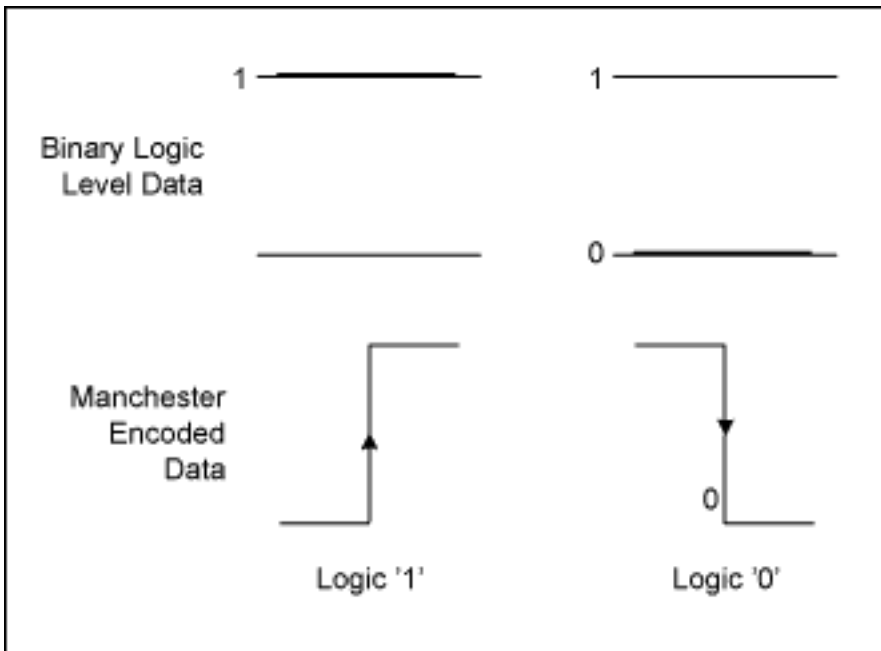 1
1
Binary Logic
Level Data
0
Manchester
Encoded
Data
0
Logic '1'
Logic '0'